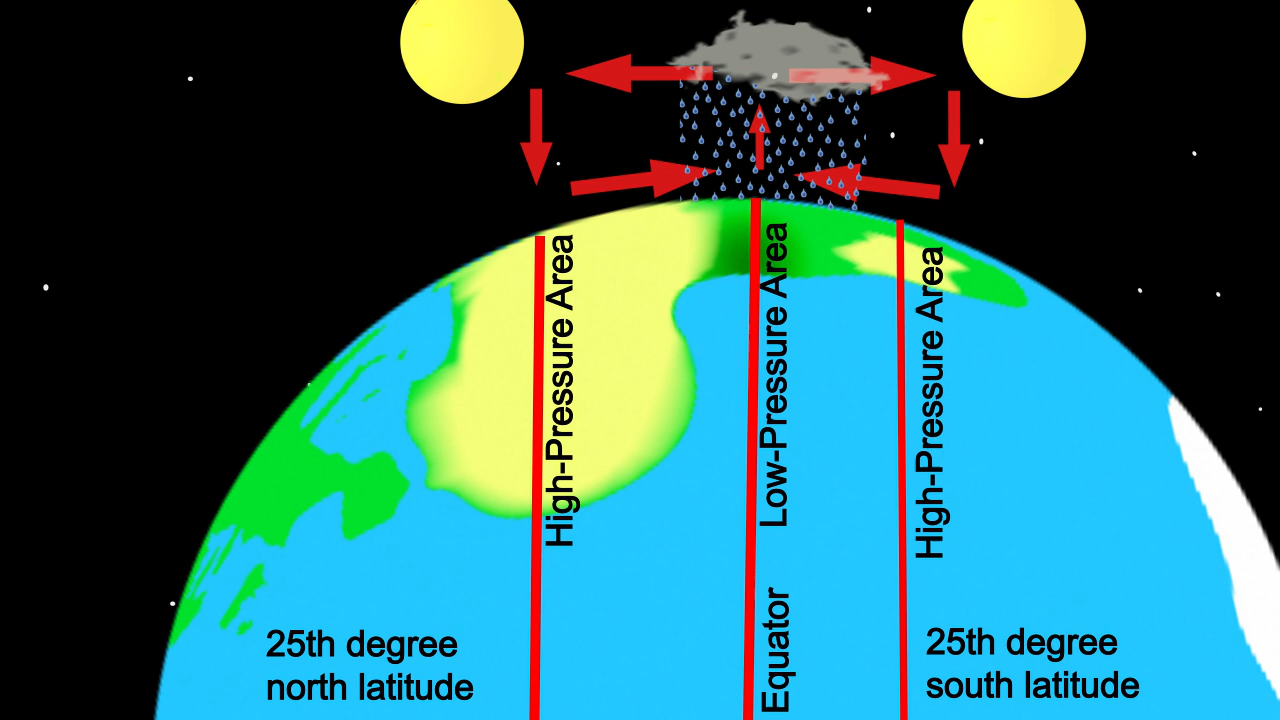 High-Pressure Area
Low-Pressure Area
High-Pressure Area
Equator
25th degree
north latitude
25th degree
south latitude